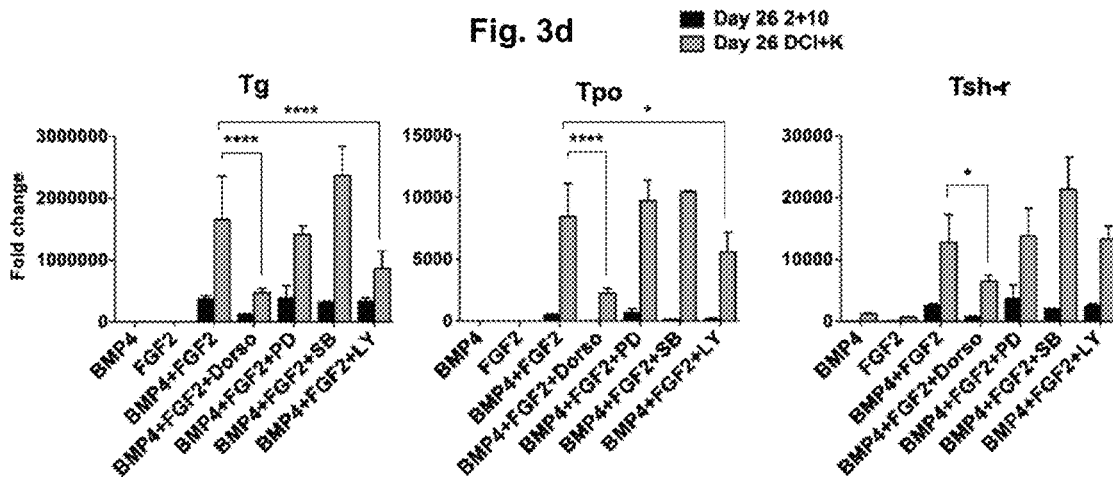 Fig. 3d
Day 26 2+10
Day 26 DCI+K
Tg
Fold change
3000000
2000000
1000000
0
****
****
BMP4
FGF2
BMP4+FGF2
BMP4+FGF2+Dorso
BMP4+FGF2+PD
BMP4+FGF2+SB
BMP4+FGF2+LY
Tpo
15000
10000
5000
0
*
****
BMP4
FGF2
BMP4+FGF2
BMP4+FGF2+Dorso
BMP4+FGF2+PD
BMP4+FGF2+SB
BMP4+FGF2+LY
Tsh-r
30000
20000
10000
0
*
BMP4
FGF2
BMP4+FGF2
BMP4+FGF2+Dorso
BMP4+FGF2+PD
BMP4+FGF2+SB
BMP4+FGF2+LY